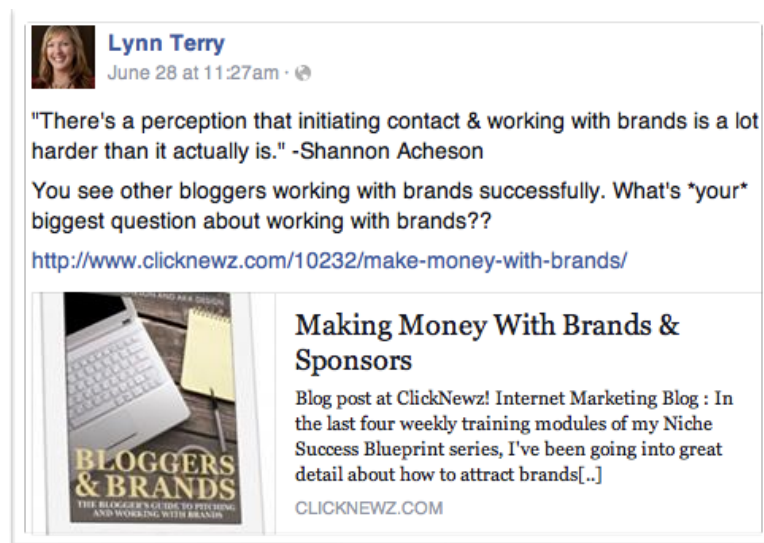 Lynn Terry
June 28 at 11:27am ·
"There's a perception that initiating contact & working with brands is a lot
harder than it actually is." -Shannon Acheson
You see other bloggers working with brands successfully. What's *your*
biggest question about working with brands??
http://www.clicknewz.com/10232/make-money-with-brands/
AND AKA DESIGN
BLOGGERS
& BRANDS
THE BLOGGER'S GUIDE TO PITCHING
AND WORKING WITH BRANDS
Making Money With Brands &
Sponsors
Blog post at ClickNewz! Internet Marketing Blog : In
the last four weekly training modules of my Niche
Success Blueprint series, I've been going into great
detail about how to attract brands[..]
CLICKNEWZ.COM